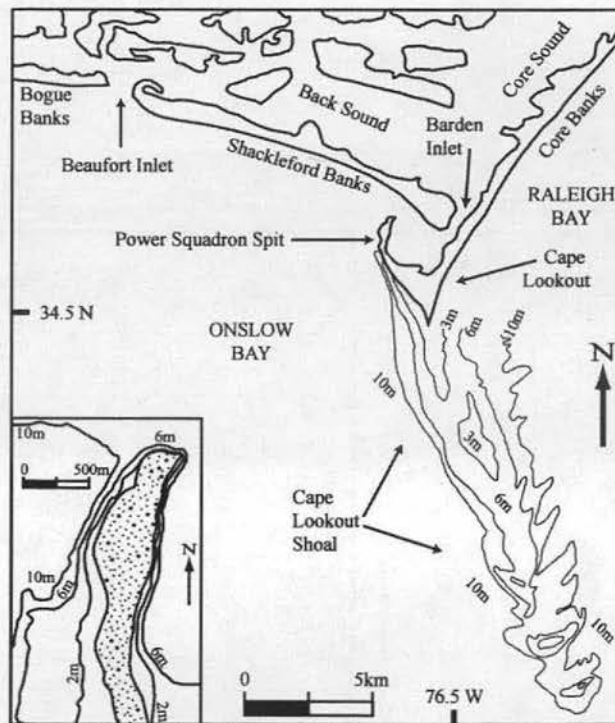 Bogue
Banks
Beaufort Inlet
Back Sound
Shackleford Banks
Core Sound
Barden
Inlet
Core Banks
RALEIGH
BAY
Power Squadron Spit
Cape
Lookout
34.5 N
ONSLOW
BAY
3m
6m
10m
N
10m
3m
6m
Cape
Lookout
Shoal
10m
10m
10m
6m
0 500m
N
10m
6m
6m
2m
2m
0 5km
76.5 W